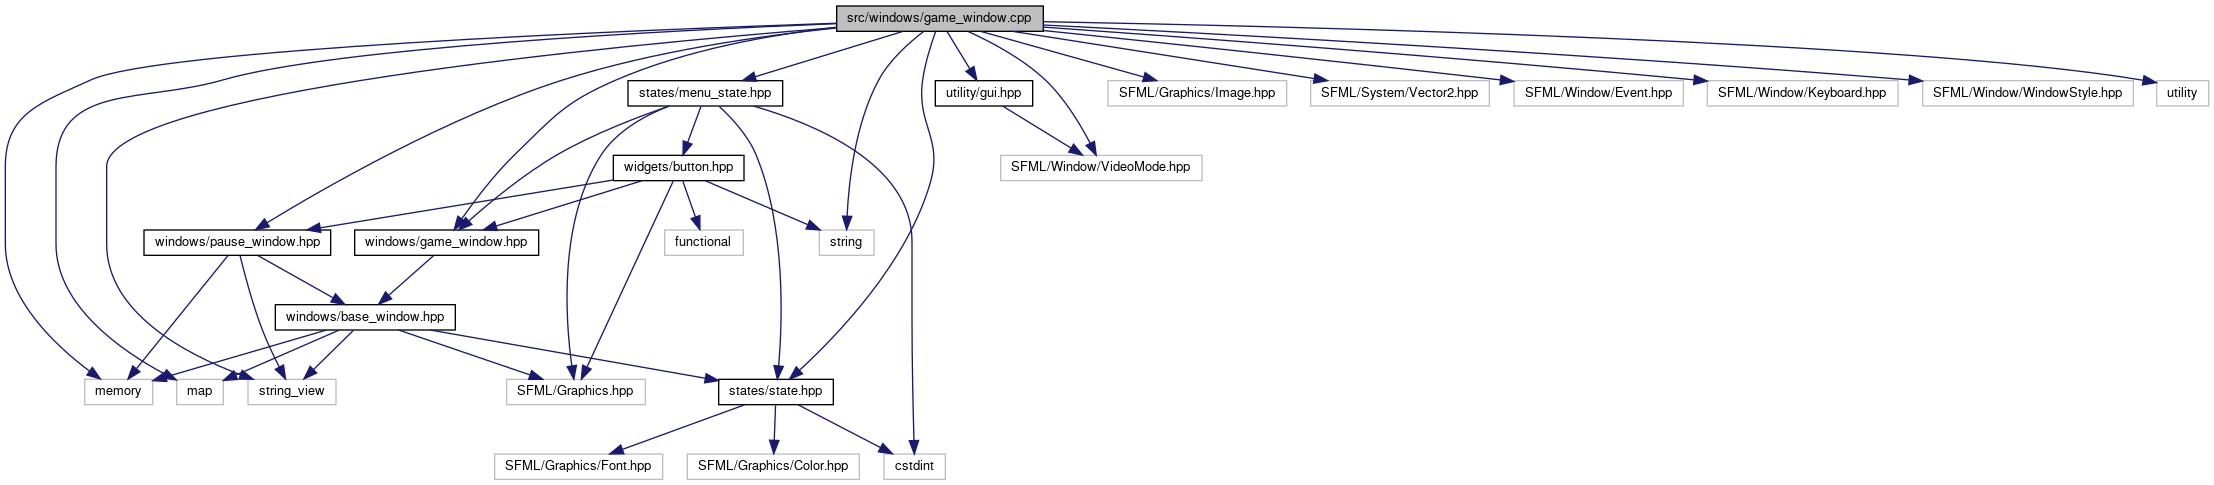 src/windows/game_window.cpp
states/menu_state.hpp
utility/gui.hpp
SFML/Graphics/Image.hpp
SFML/System/Vector2.hpp
SFML/Window/Event.hpp
SFML/Window/Keyboard.hpp
SFML/Window/WindowStyle.hpp
utility
widgets/button.hpp
SFML/Window/VideoMode.hpp
windows/pause_window.hpp
windows/game_window.hpp
functional
string
windows/base_window.hpp
memory
map
string_view
SFML/Graphics.hpp
states/state.hpp
SFML/Graphics/Font.hpp
SFML/Graphics/Color.hpp
cstdint